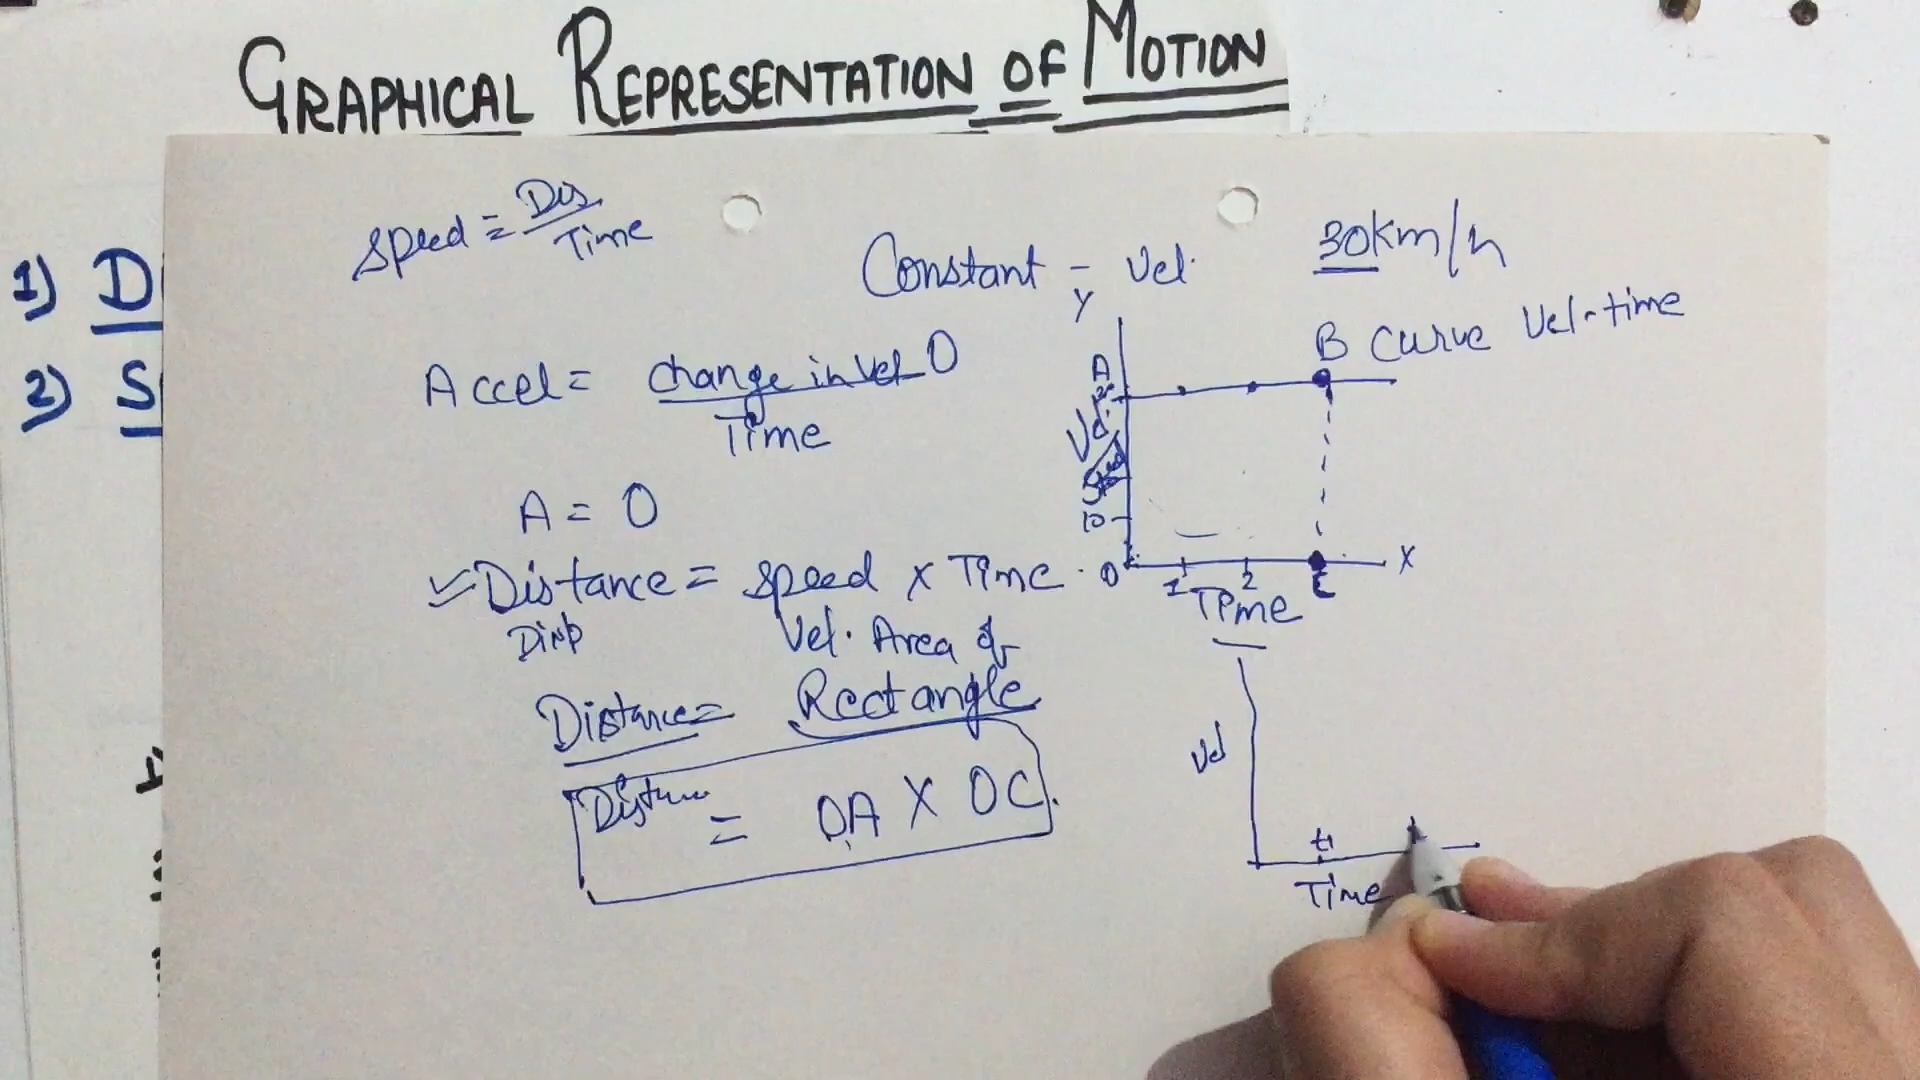 GRAPHICAL REPRESENTATION OF MOTION
1) D
2) S
Speed = Dis
Time
Constant - Vel.
30km/h
Y
B Curve Vel-time
A
Accel = change in Vel 0
Time
Vel.
A = 0
10
Distance = speed x Time
0
1
2
X
Disp
Vel. Area of
Time
Distance = Rectangle
Vel
Distance = OA X OC.
t1
Time